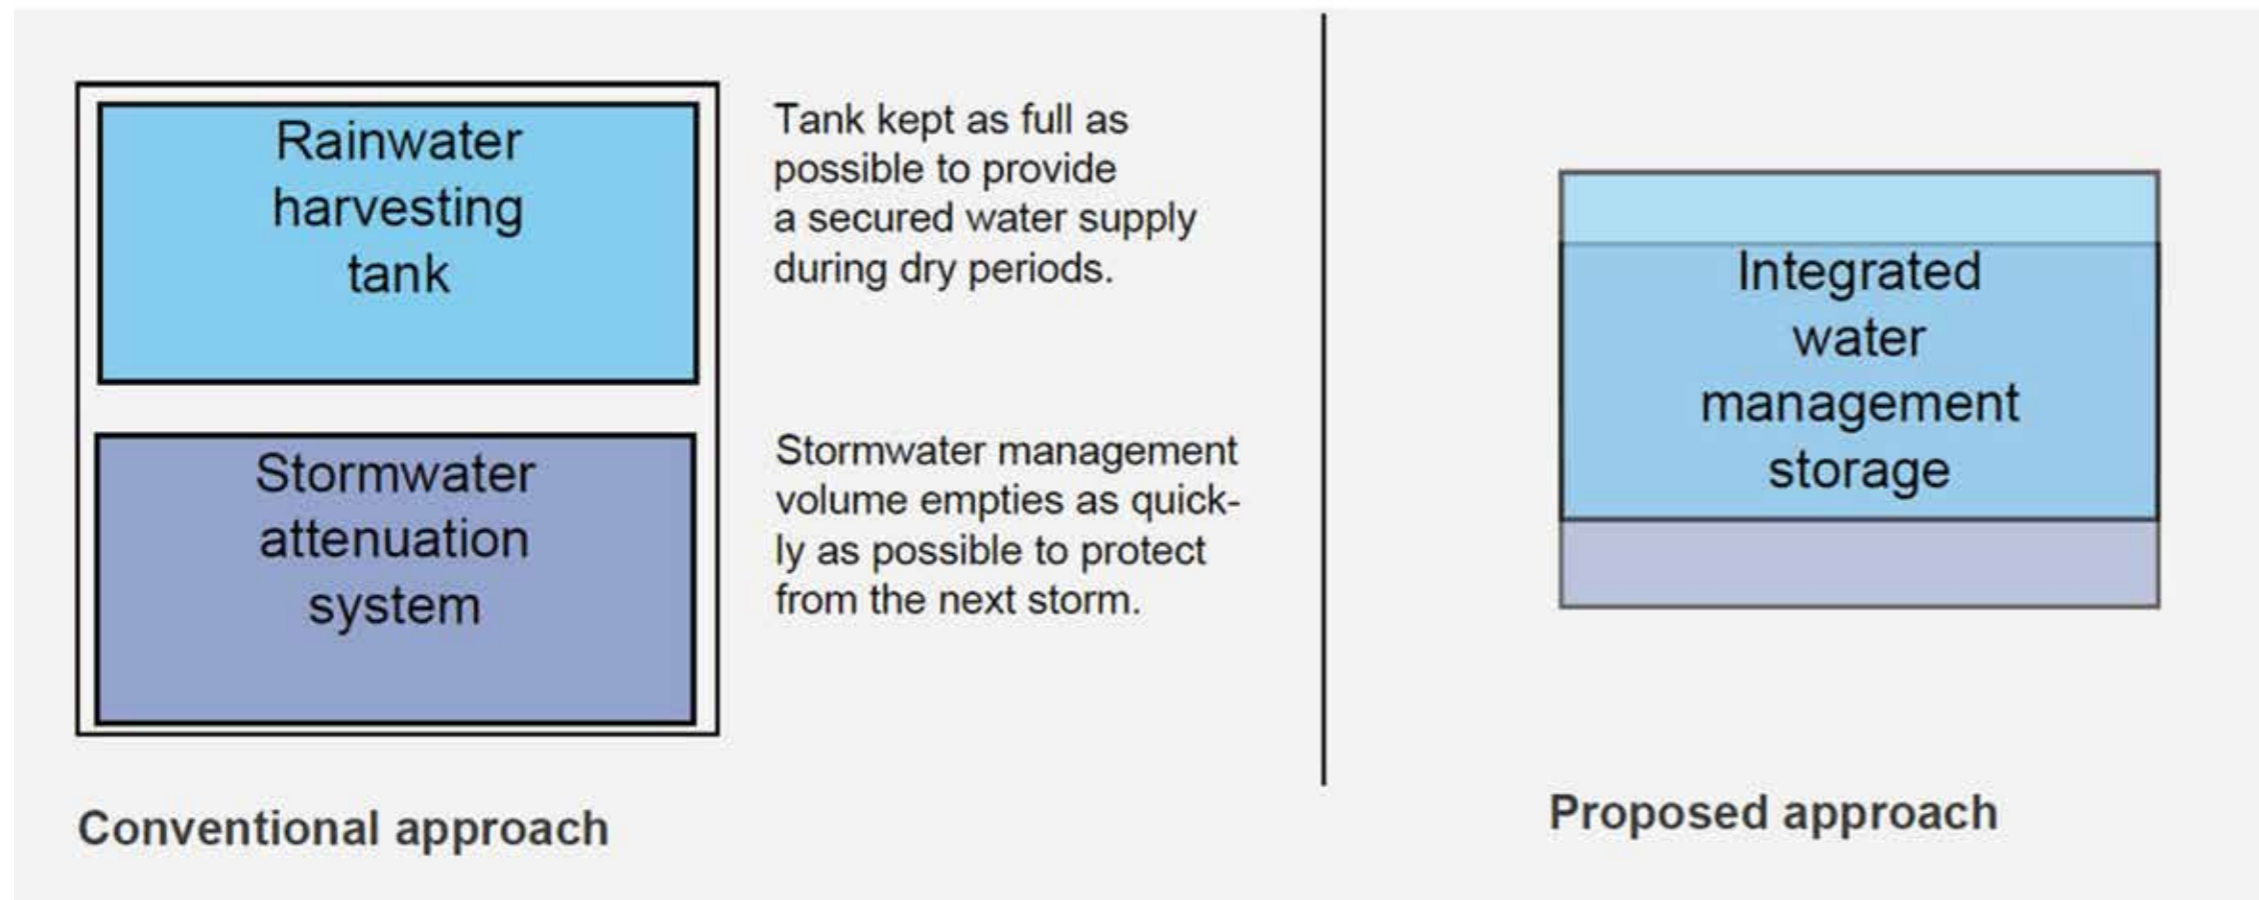 Rainwater
harvesting
tank
Tank kept as full as
possible to provide
a secured water supply
during dry periods.
Stormwater
attenuation
system
Stormwater management
volume empties as quick-
ly as possible to protect
from the next storm.
Conventional approach
Integrated
water
management
storage
Proposed approach